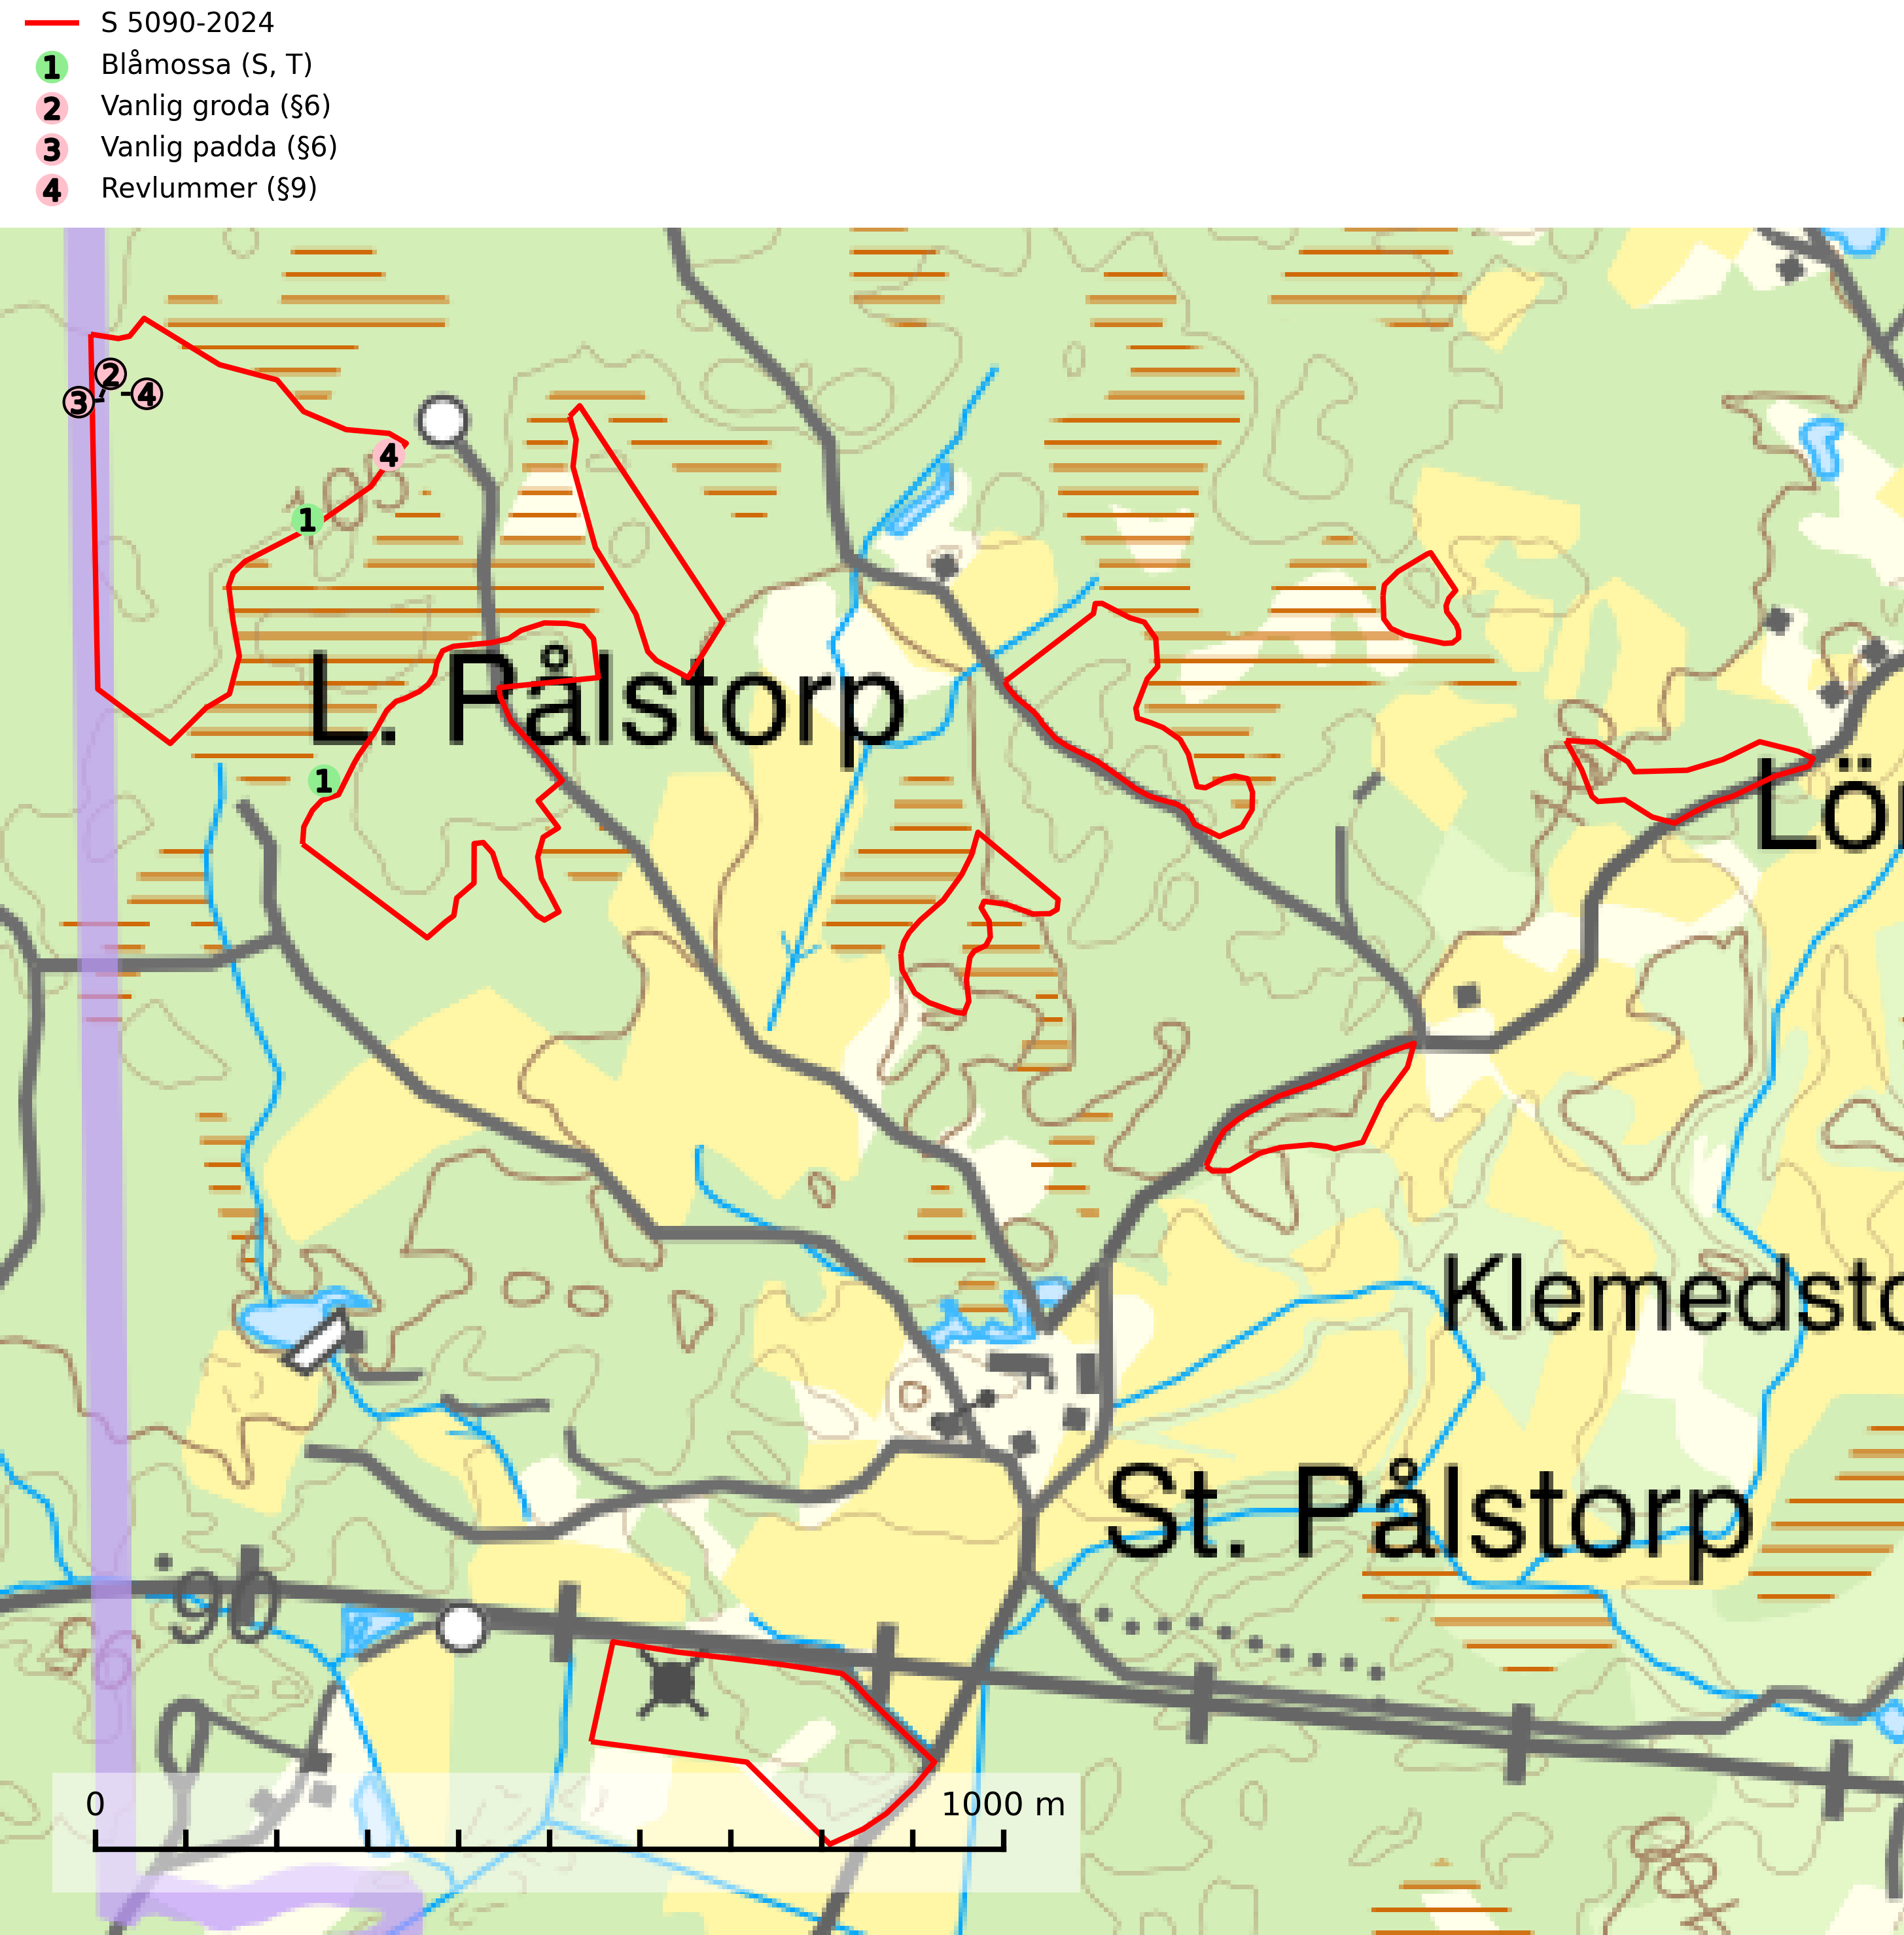 S 5090-2024
1 Blåmossa (S, T)
2 Vanlig groda (§6)
3 Vanlig padda (§6)
4 Revlummer (§9)
2
3 4
4
1
L. Pålstorp
1
Lö
Klemedsto
St. Pålstorp
90
0 1000 m